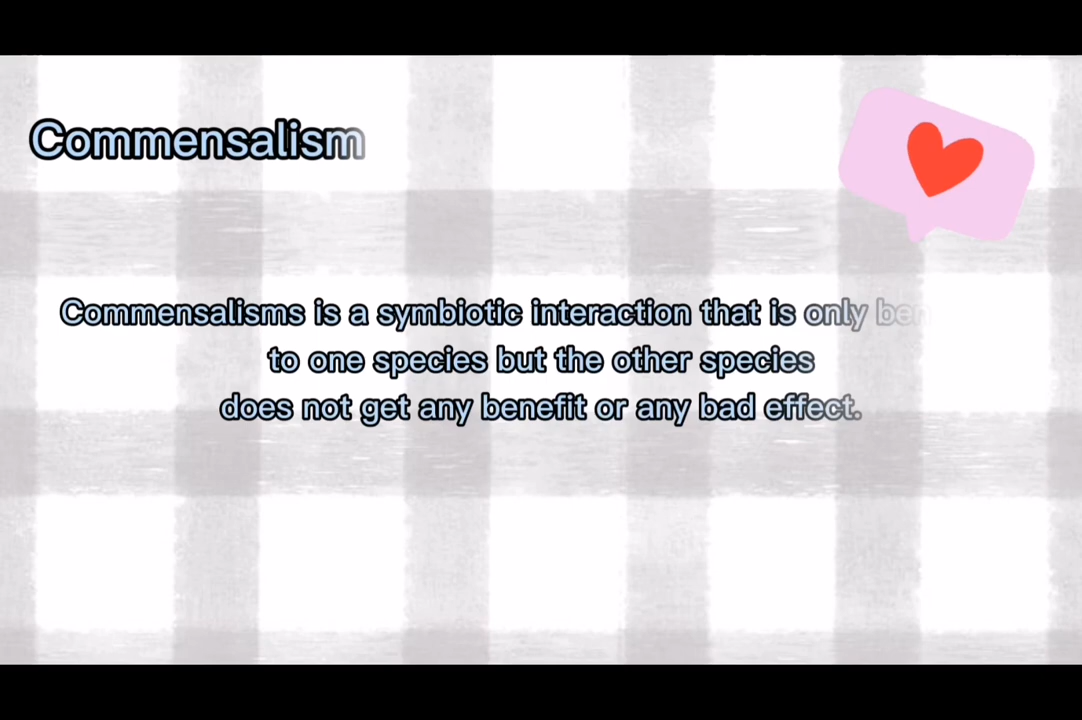 Commensalism
Commensalisms is a symbiotic interaction that is only
to one species but the other species
does not get any benefit or any bad effect.